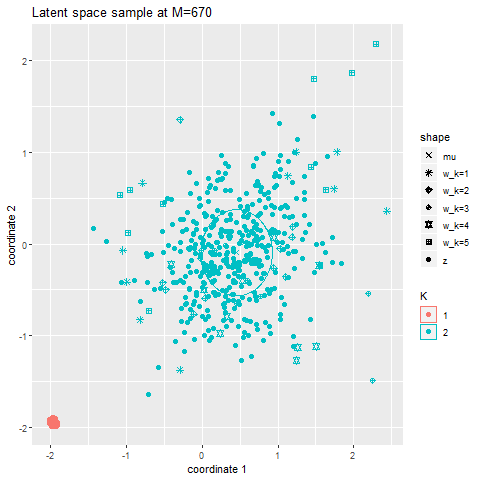 Latent space sample at M=670
coordinate 2
2
1
0
-1
-2
-2
-1
0
1
2
coordinate 1
shape
mu
w_k=1
w_k=2
w_k=3
w_k=4
w_k=5
z
K
1
2